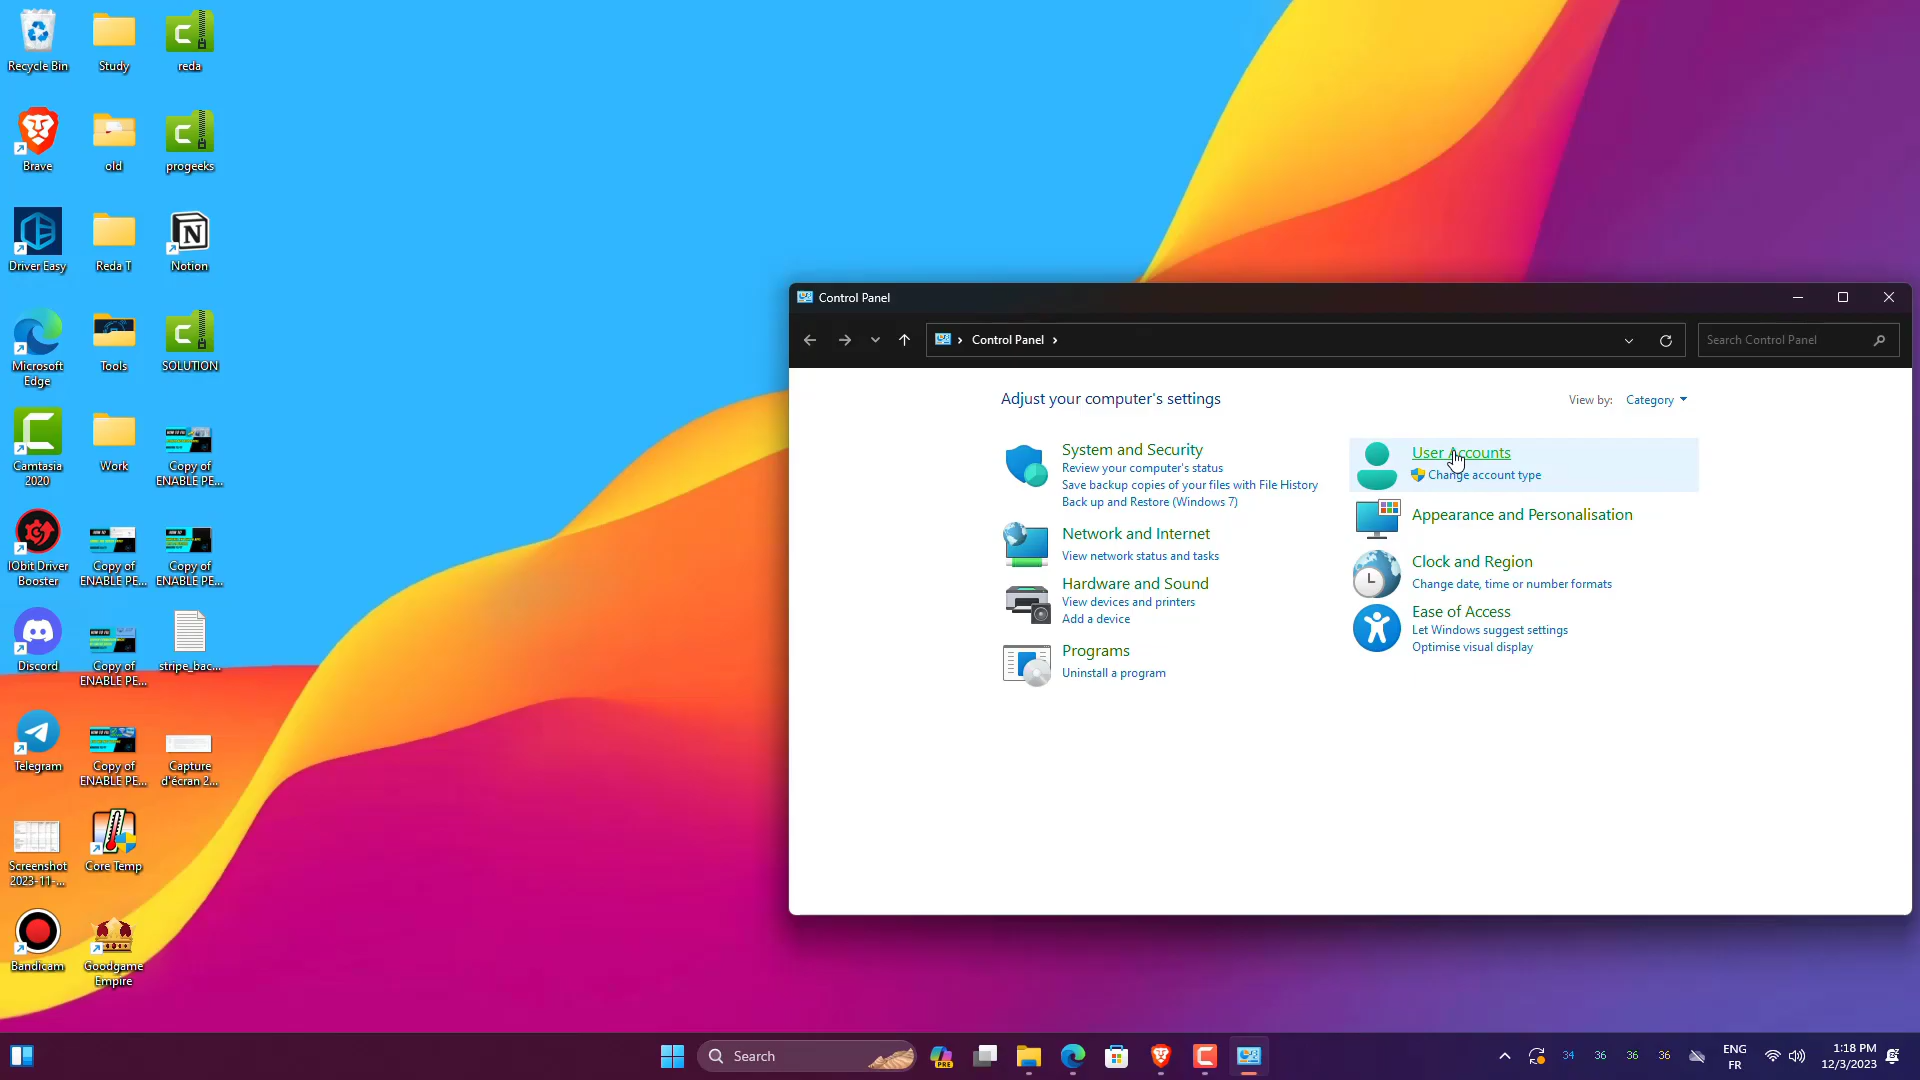 Recycle Bin
Study
reda
Brave
old
progeeks
Driver Easy
Reda T
Notion
Microsoft
Edge
Tools
SOLUTION
Camtasia
2020
Work
Copy of
ENABLE PE...
IObit Driver
Booster
Copy of
ENABLE PE...
Copy of
ENABLE PE...
Discord
Copy of
ENABLE PE...
stripe_bac...
Telegram
Copy of
ENABLE PE...
Capture
d'écran 2...
Screenshot
2023-11-...
Core Temp
Bandicam
Goodgame
Empire
Control Panel
Control Panel
Search Control Panel
Adjust your computer's settings
View by: Category
System and Security
Review your computer's status
Save backup copies of your files with File History
Back up and Restore (Windows 7)
Network and Internet
View network status and tasks
Hardware and Sound
View devices and printers
Add a device
Programs
Uninstall a program
User Accounts
Change account type
Appearance and Personalisation
Clock and Region
Change date, time or number formats
Ease of Access
Let Windows suggest settings
Optimise visual display
Search
PRE
34 36 36 36
ENG
FR
1:18 PM
12/3/2023